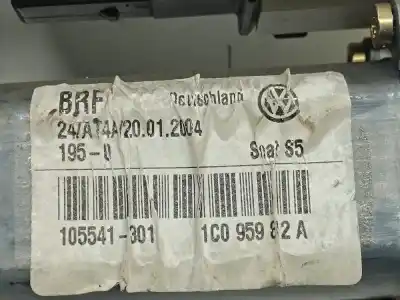 BRF Deutschland
24/AT4A/20.01.2004
195-0 Seat S5
105541-301 1C0 959 82 A